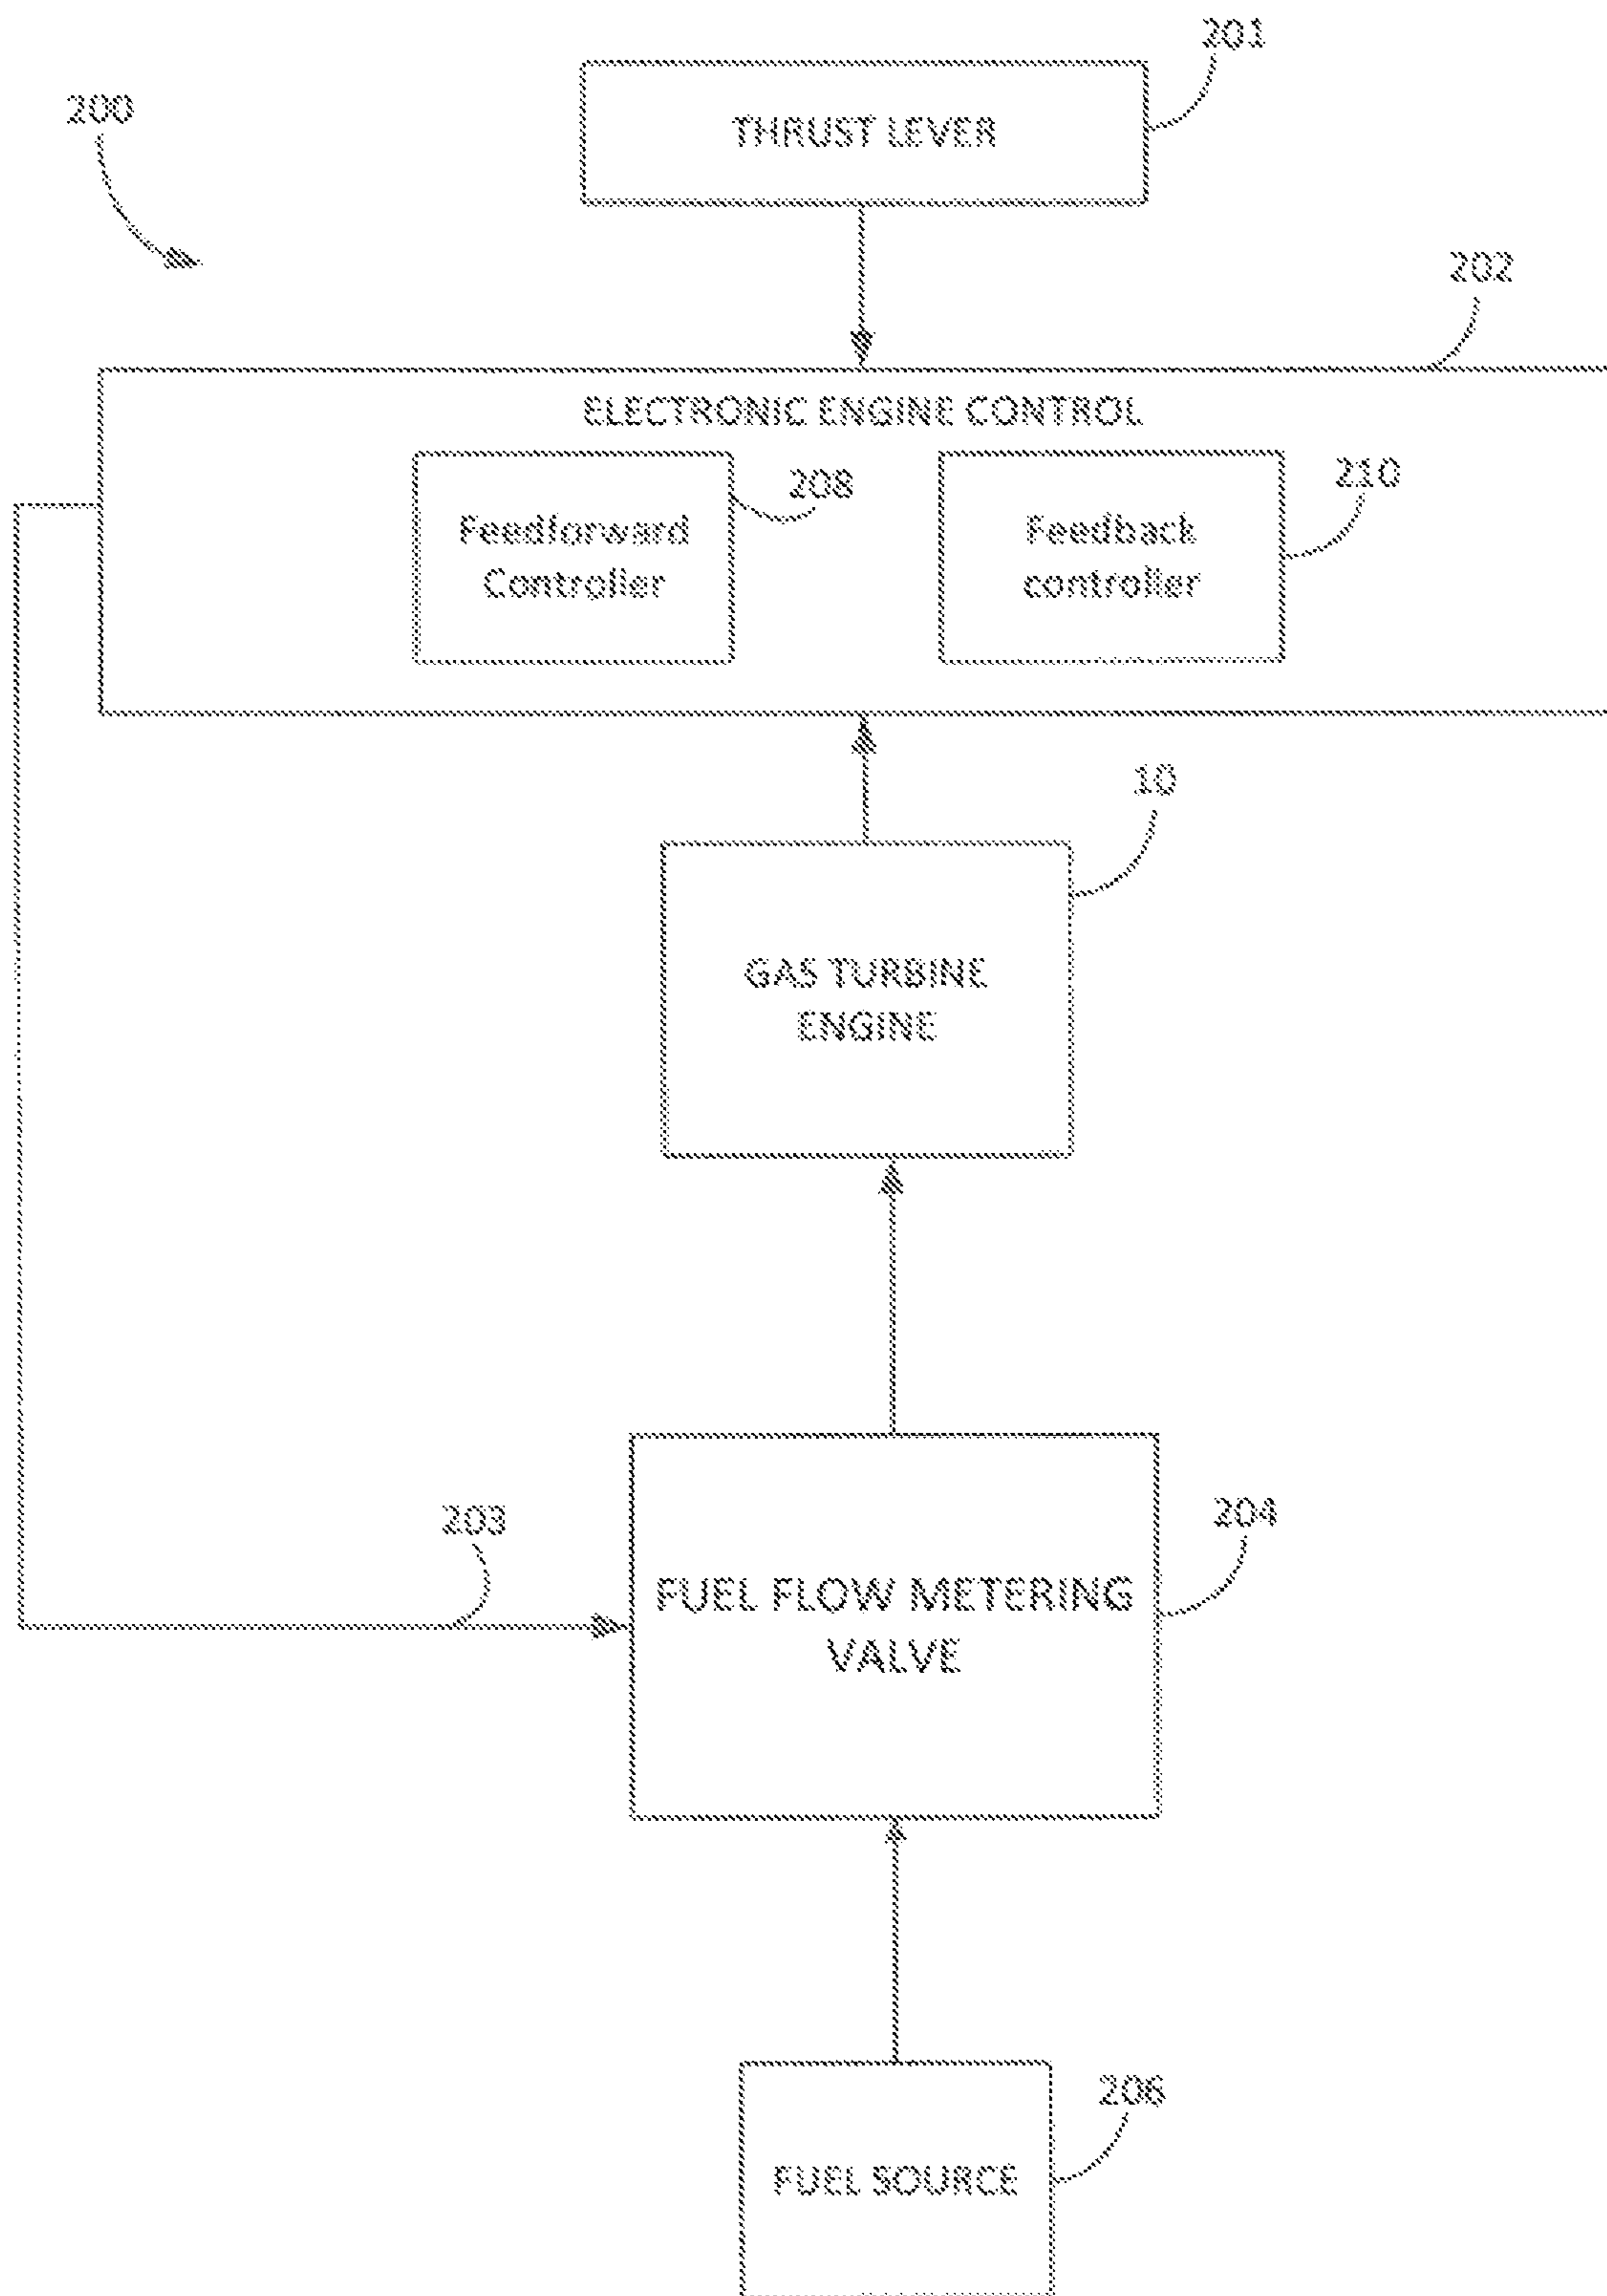 201
200
THRUST LEVER
202
ELECTRONIC ENGINE CONTROL
208
210
Feedforward
Controller
Feedback
controller
10
GAS TURBINE
ENGINE
203
204
FUEL FLOW METERING
VALVE
206
FUEL SOURCE